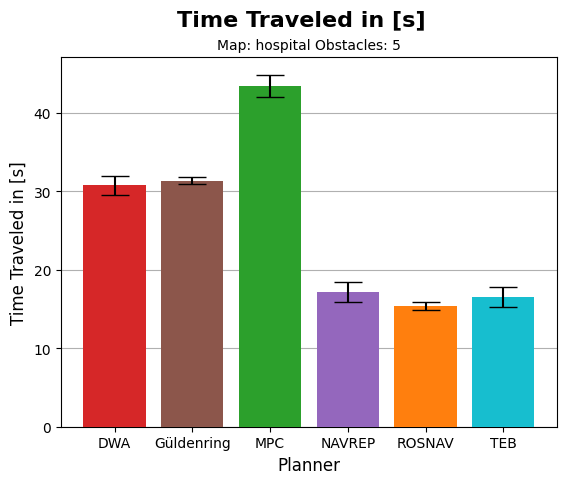 Time Traveled in [s]
Map: hospital Obstacles: 5
Time Traveled in [s]
40
30
20
10
0
DWA Güldenring MPC NAVREP ROSNAV TEB
Planner